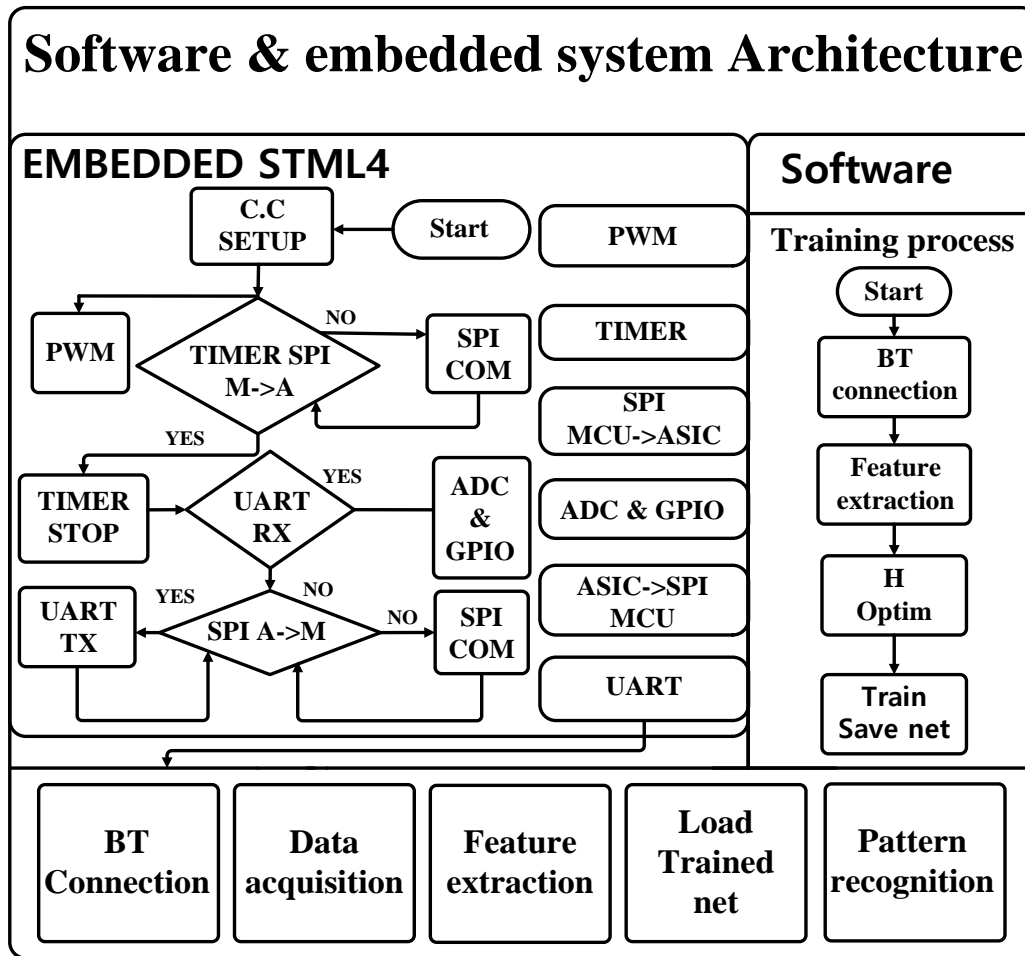 Software & embedded system Architecture
EMBEDDED STML4
C.C
SETUP
Start
PWM
TIMER SPI
M->A
NO
SPI
COM
YES
TIMER
STOP
UART
RX
YES
ADC
&
GPIO
NO
UART
TX
YES
SPI A->M
NO
SPI
COM
PWM
TIMER
SPI
MCU->ASIC
ADC & GPIO
ASIC->SPI
MCU
UART
Software
Training process
Start
BT
connection
Feature
extraction
H
Optim
Train
Save net
BT
Connection
Data
acquisition
Feature
extraction
Load
Trained
net
Pattern
recognition